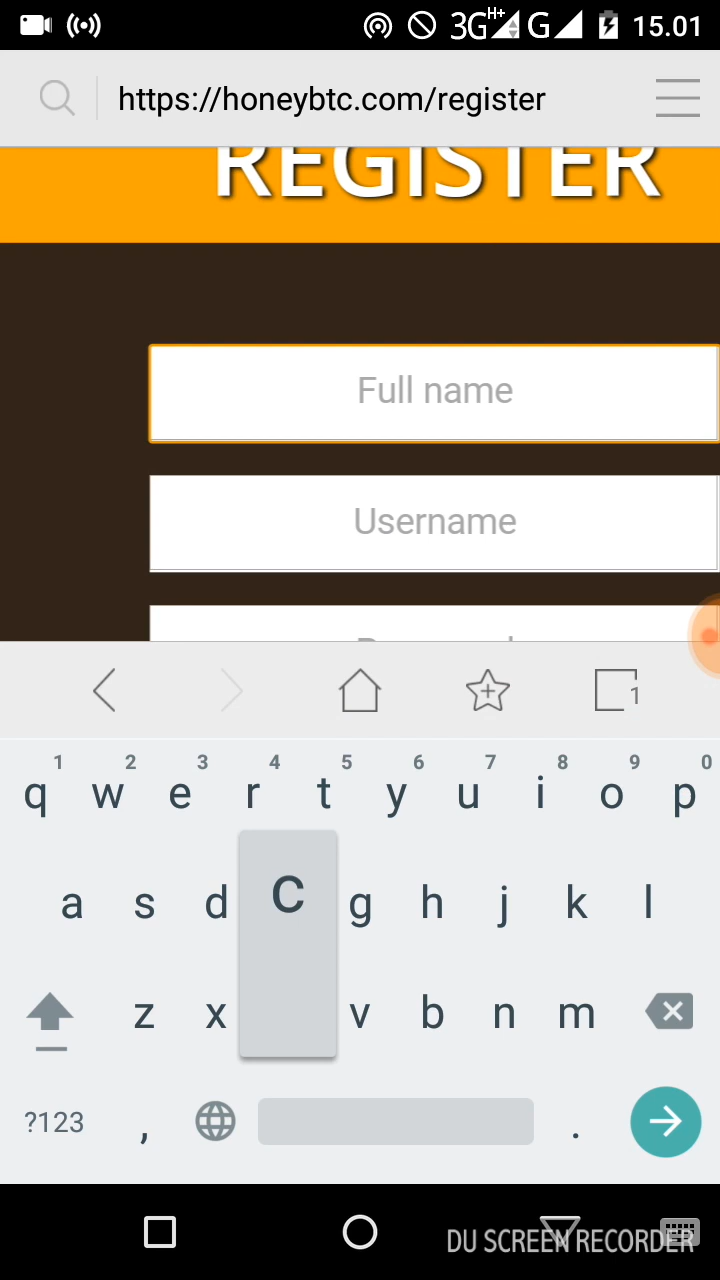 3G H+ G 15.01
https://honeybtc.com/register
REGISTER
Full name
Username
1
1 2 3 4 5 6 7 8 9 0
q w e r t y u i o p
a s d C g h j k l
z x v b n m
?123 , .
DU SCREEN RECORDER